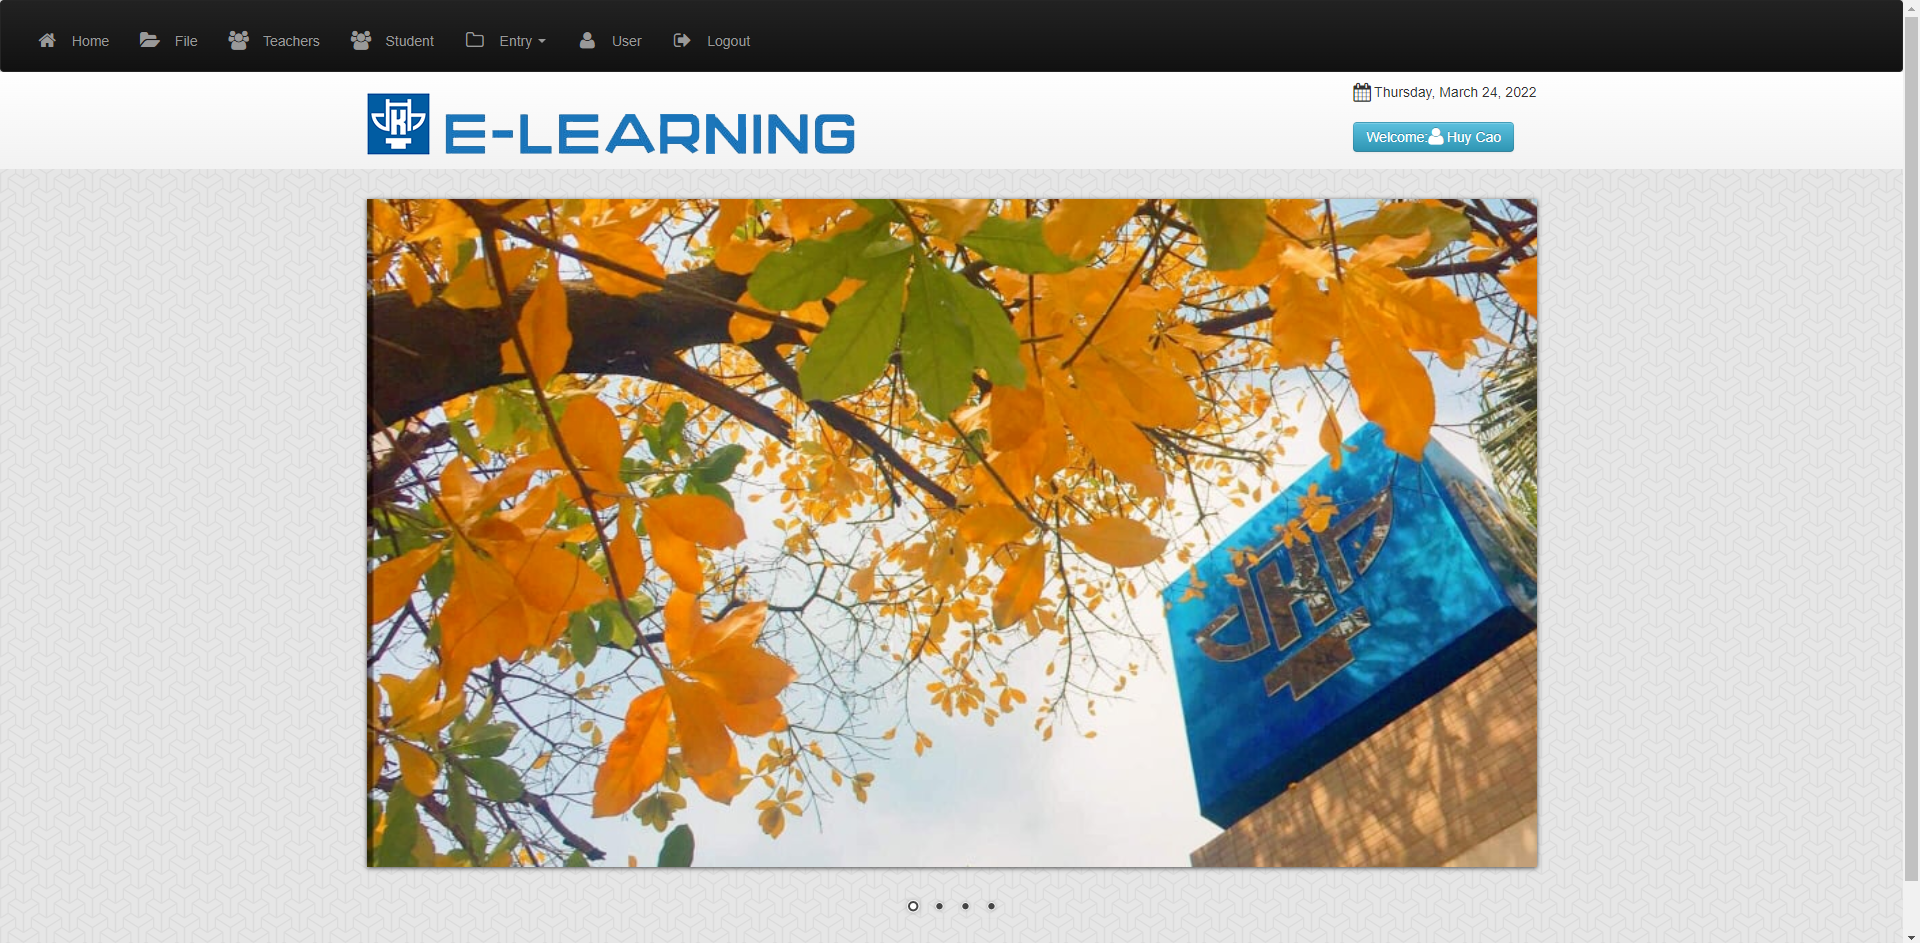 Home File Teachers Student Entry User Logout
Thursday, March 24, 2022
E-LEARNING
Welcome: Huy Cao